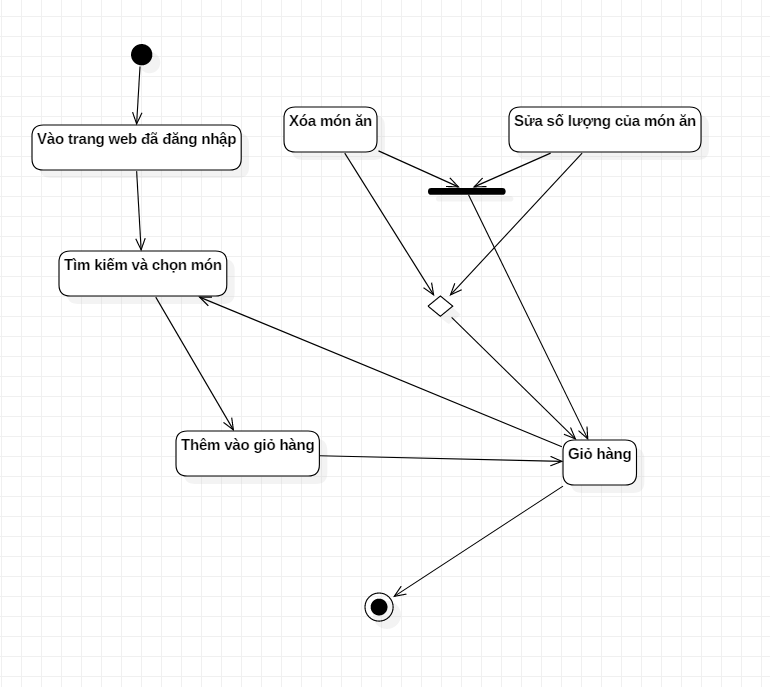 Xóa món ăn
Sửa số lượng của món ăn
Vào trang web đã đăng nhập
Tìm kiếm và chọn món
Thêm vào giỏ hàng
Giỏ hàng